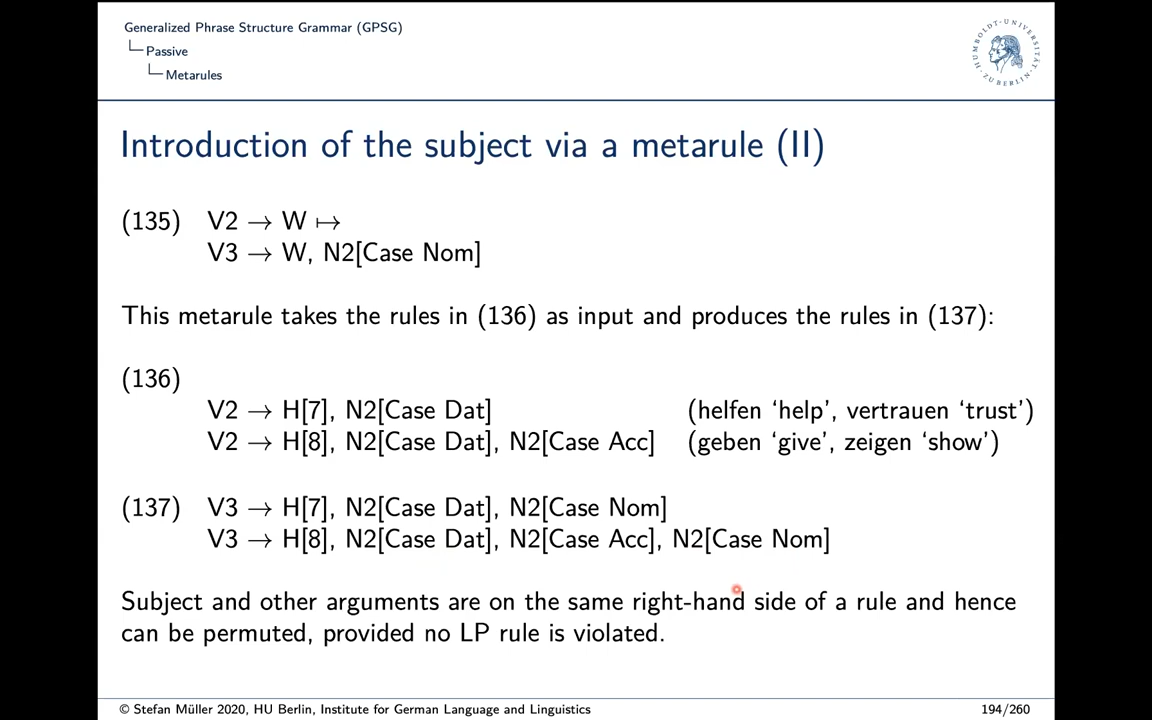 Generalized Phrase Structure Grammar (GPSG)
Passive
Metarules
HUMBOLDT-UNIVERSITÄT ZU BERLIN
Introduction of the subject via a metarule (II)
(135) V2 → W ↦
V3 → W, N2[Case Nom]
This metarule takes the rules in (136) as input and produces the rules in (137):
(136)
V2 → H[7], N2[Case Dat] (helfen ‘help’, vertrauen ‘trust’)
V2 → H[8], N2[Case Dat], N2[Case Acc] (geben ‘give’, zeigen ‘show’)
(137) V3 → H[7], N2[Case Dat], N2[Case Nom]
V3 → H[8], N2[Case Dat], N2[Case Acc], N2[Case Nom]
Subject and other arguments are on the same right-hand side of a rule and hence
can be permuted, provided no LP rule is violated.
© Stefan Müller 2020, HU Berlin, Institute for German Language and Linguistics 194/260